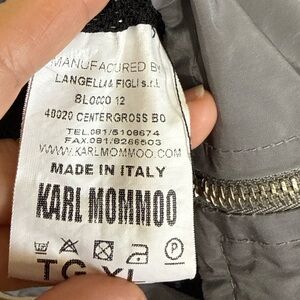 MANUFACTURED BY
LANGELLA & FIGLI s.r.l.
BLOCCO 12
40020 CENTERGROSS BO
TEL.081/5108674
FAX.081/8266503
WWW.KARLMOMMOO.COM
MADE IN ITALY
KARL MOMMOO
P
TG XL